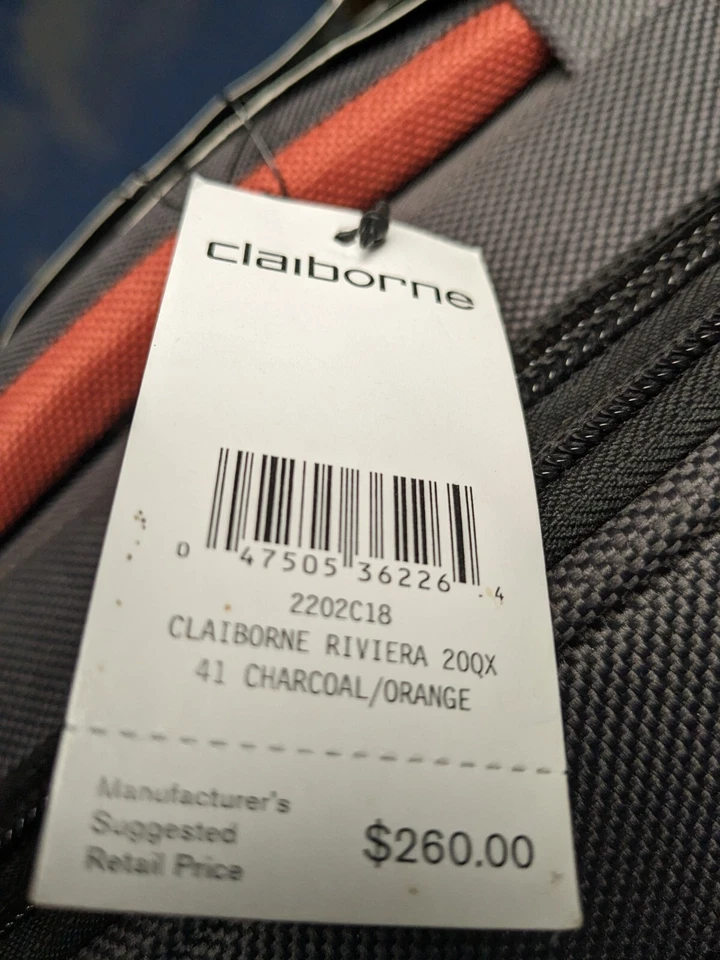 claiborne
0 47505 36226 4
2202C18
CLAIBORNE RIVIERA 20QX
41 CHARCOAL/ORANGE
Manufacturer's
Suggested
Retail Price
$260.00